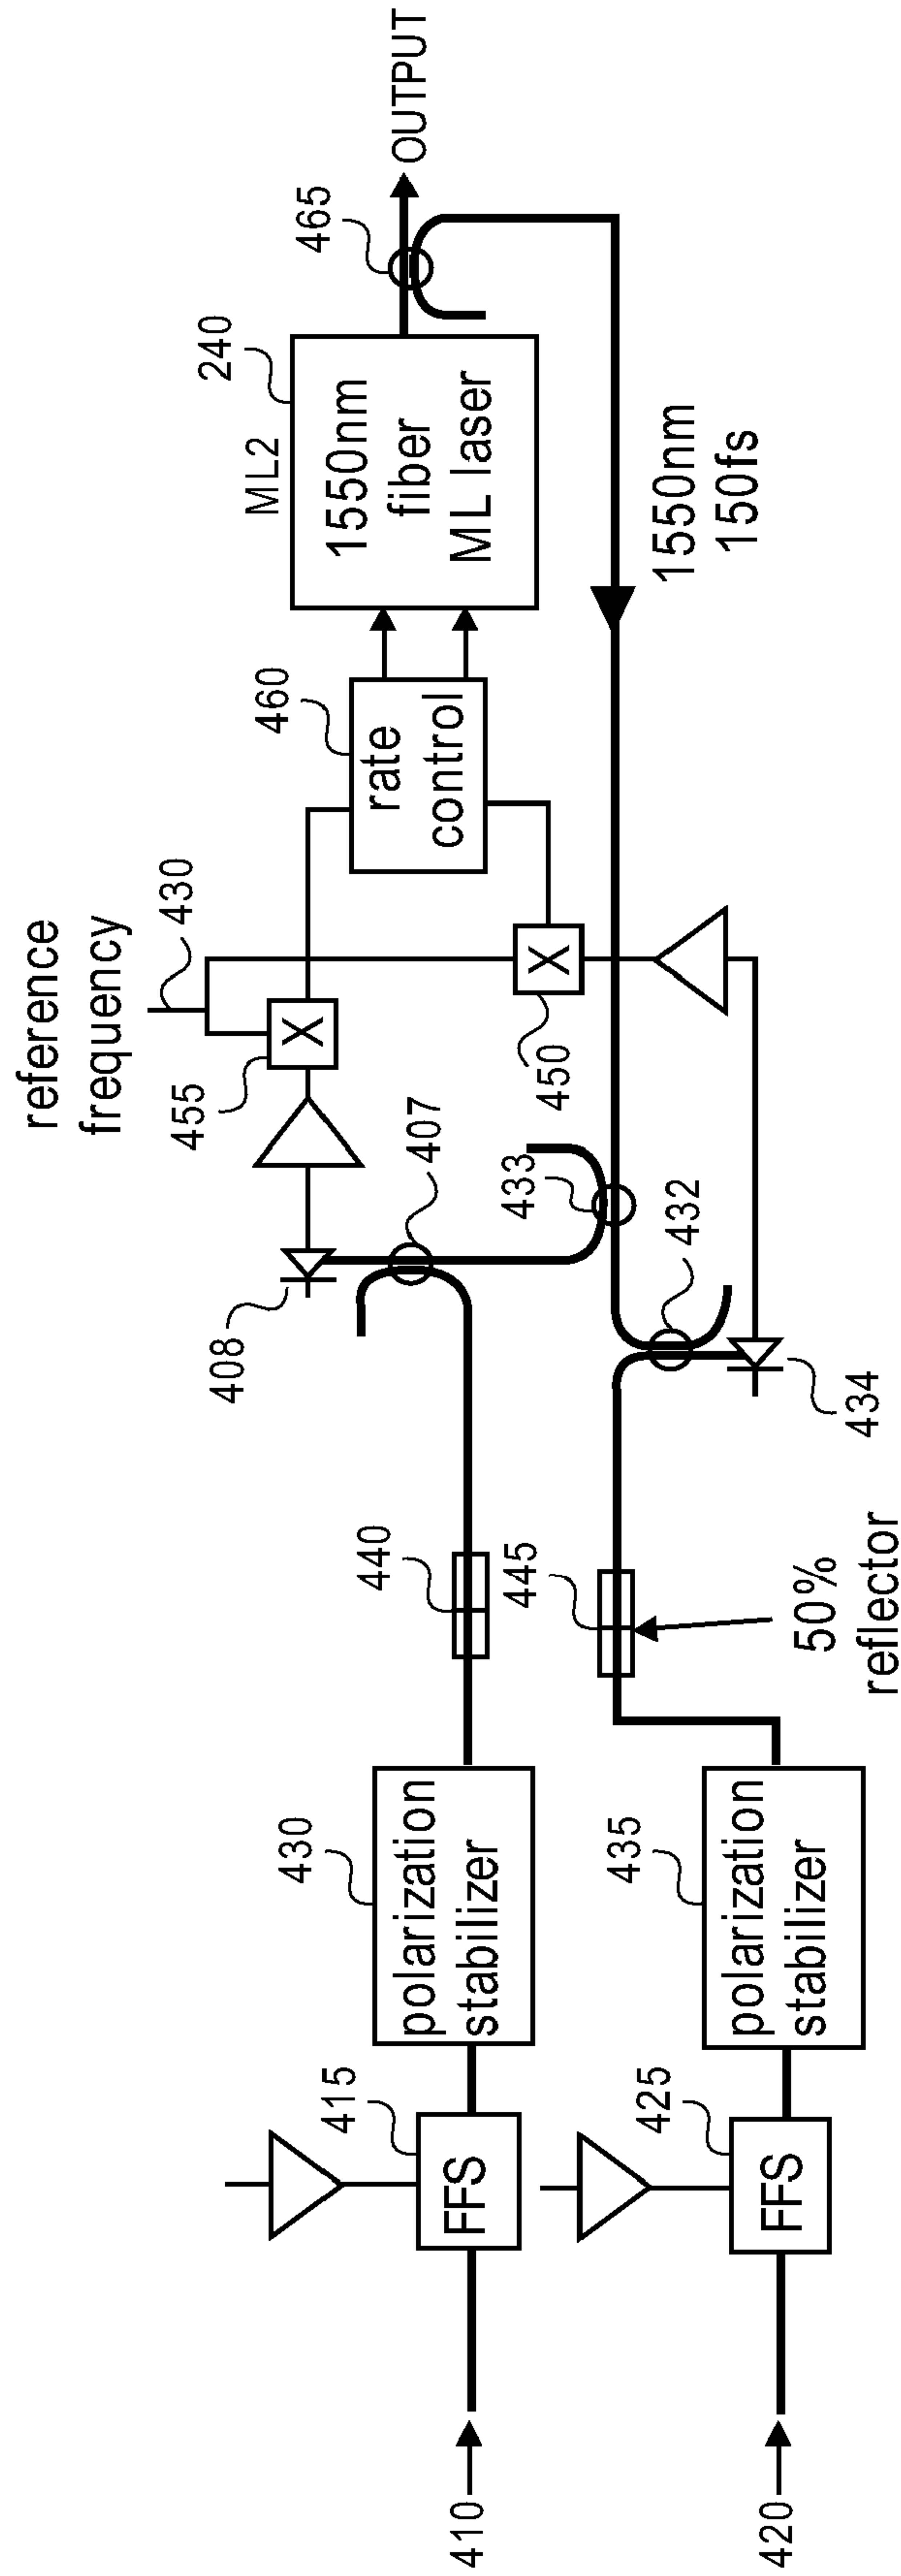 reference
frequency
430
455
408
407
433
450
432
434
460
rate
control
ML2
240
1550nm
fiber
ML laser
465
OUTPUT
1550nm
150fs
440
445
50%
reflector
430
polarization
stabilizer
435
polarization
stabilizer
415
FFS
425
FFS
410
420
X
X